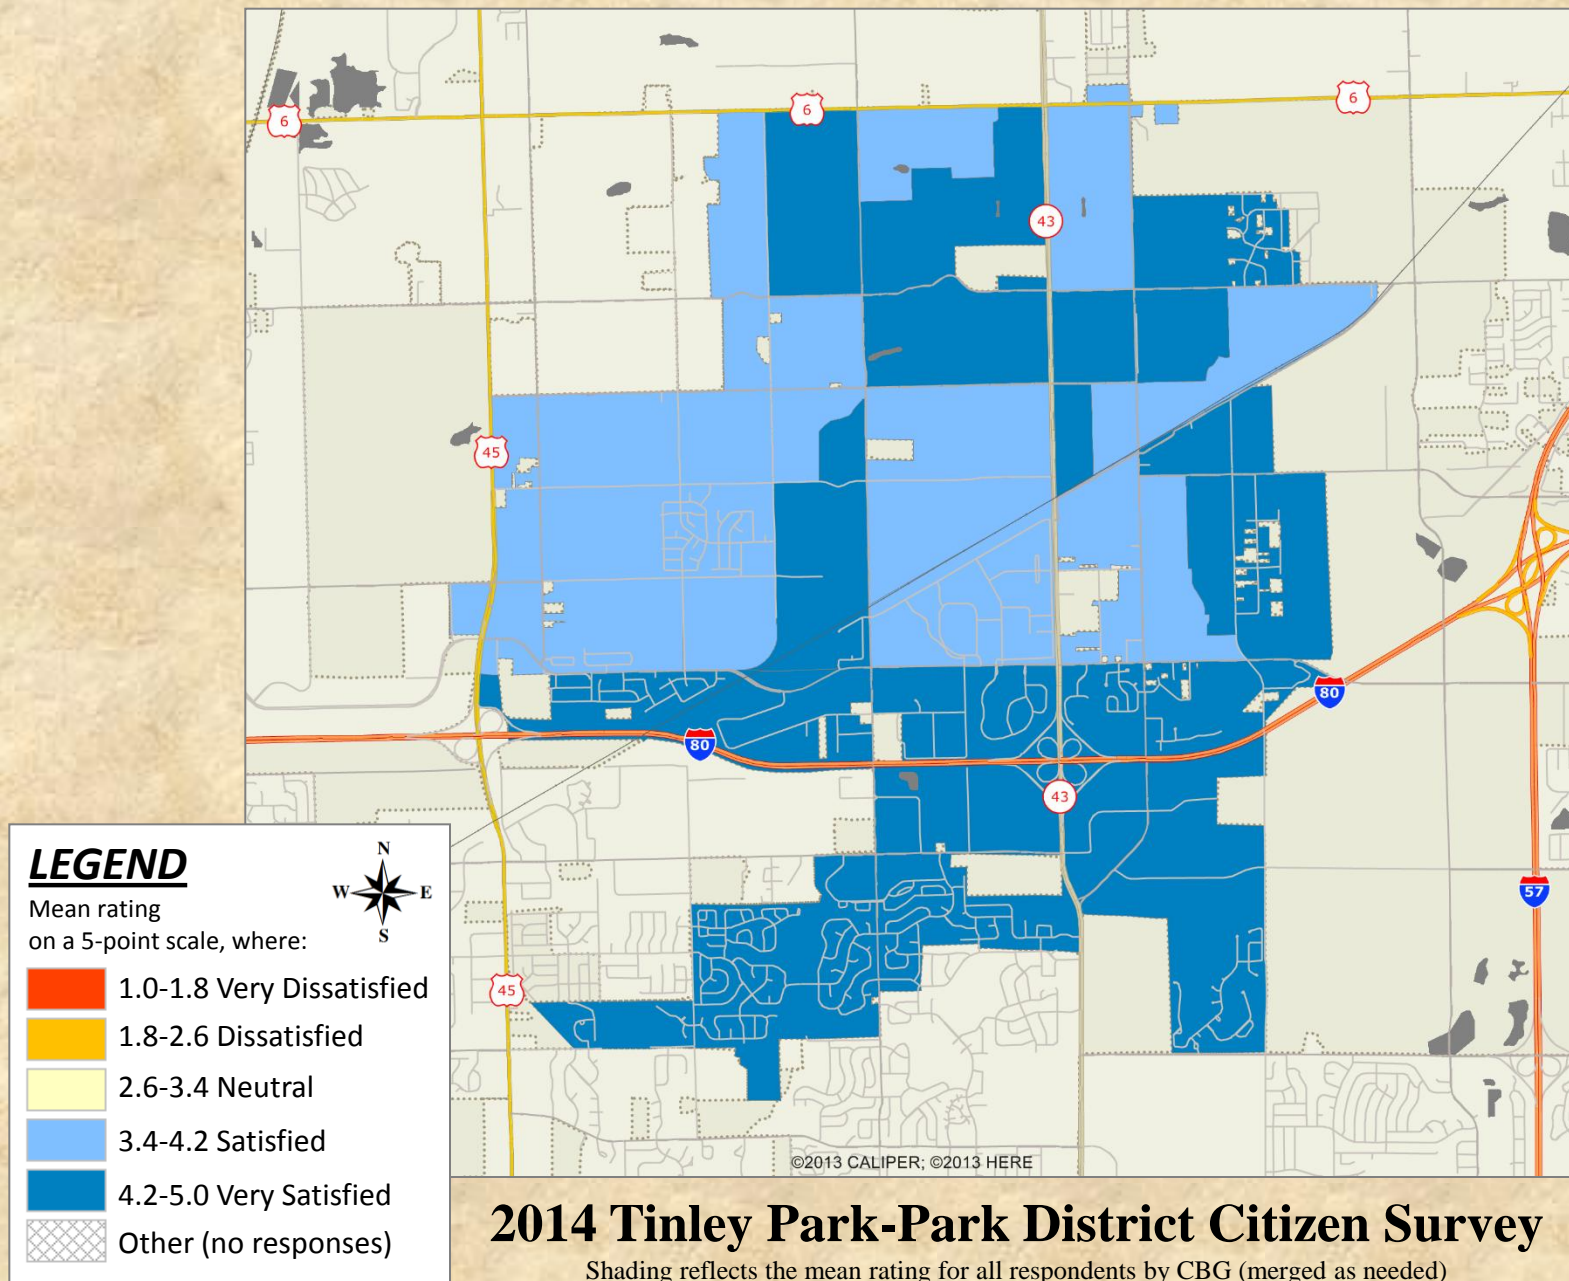 6
6
6
43
45
80
80
43
57
45
©2013 CALIPER; ©2013 HERE
LEGEND
N
W E
S
Mean rating
on a 5-point scale, where:
1.0-1.8 Very Dissatisfied
1.8-2.6 Dissatisfied
2.6-3.4 Neutral
3.4-4.2 Satisfied
4.2-5.0 Very Satisfied
Other (no responses)
2014 Tinley Park-Park District Citizen Survey
Shading reflects the mean rating for all respondents by CBG (merged as needed)